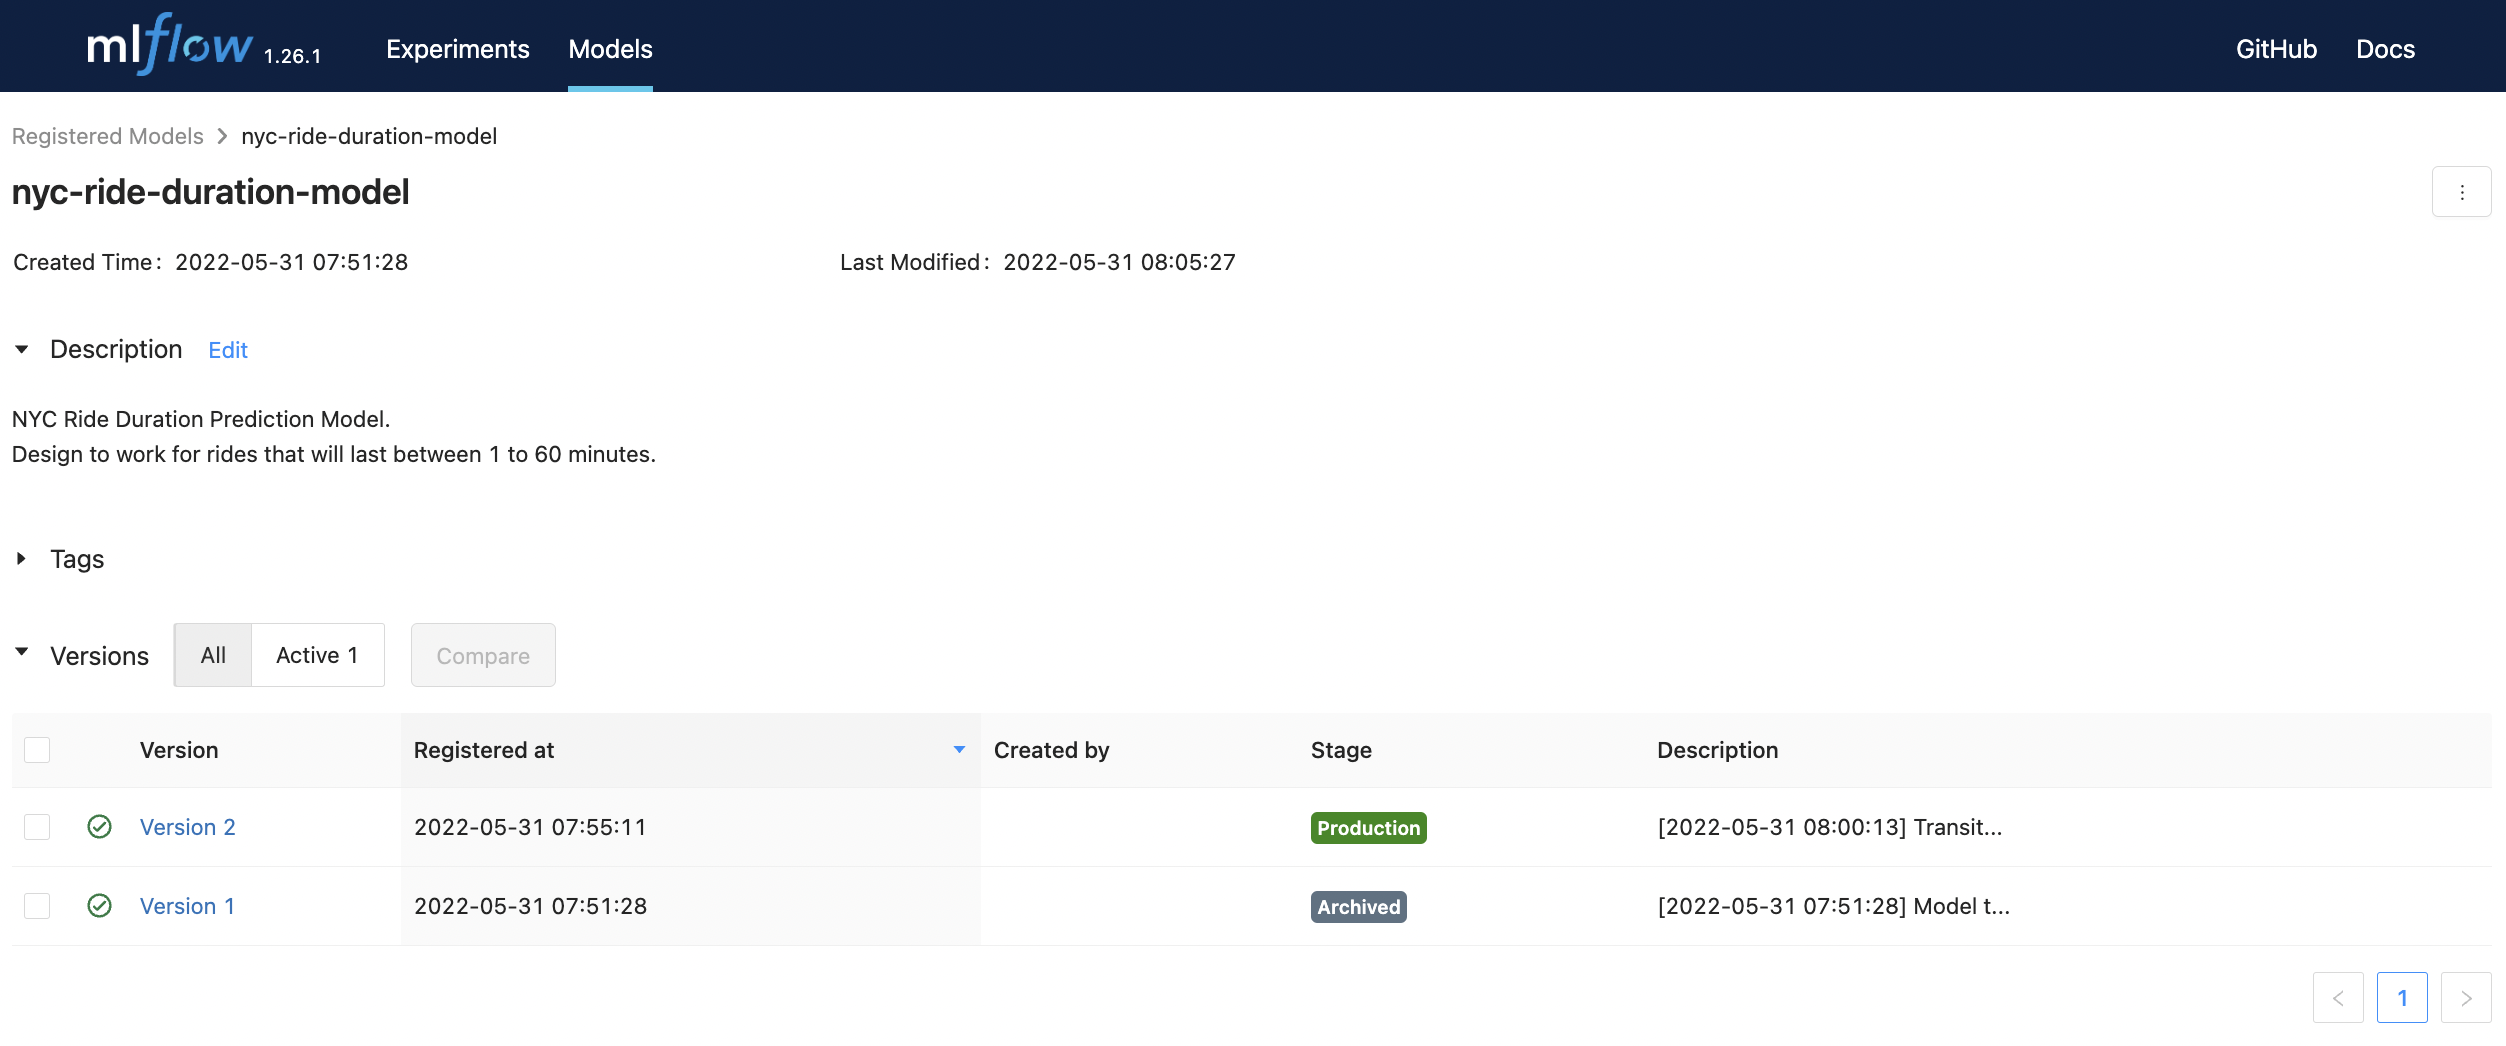 mlflow 1.26.1 Experiments Models GitHub Docs
Registered Models > nyc-ride-duration-model
nyc-ride-duration-model
Created Time: 2022-05-31 07:51:28 Last Modified: 2022-05-31 08:05:27
Description Edit
NYC Ride Duration Prediction Model.
Design to work for rides that will last between 1 to 60 minutes.
Tags
Versions All Active 1 Compare
Version Registered at Created by Stage Description
Version 2 2022-05-31 07:55:11 Production [2022-05-31 08:00:13] Transit...
Version 1 2022-05-31 07:51:28 Archived [2022-05-31 07:51:28] Model t...
< 1 >